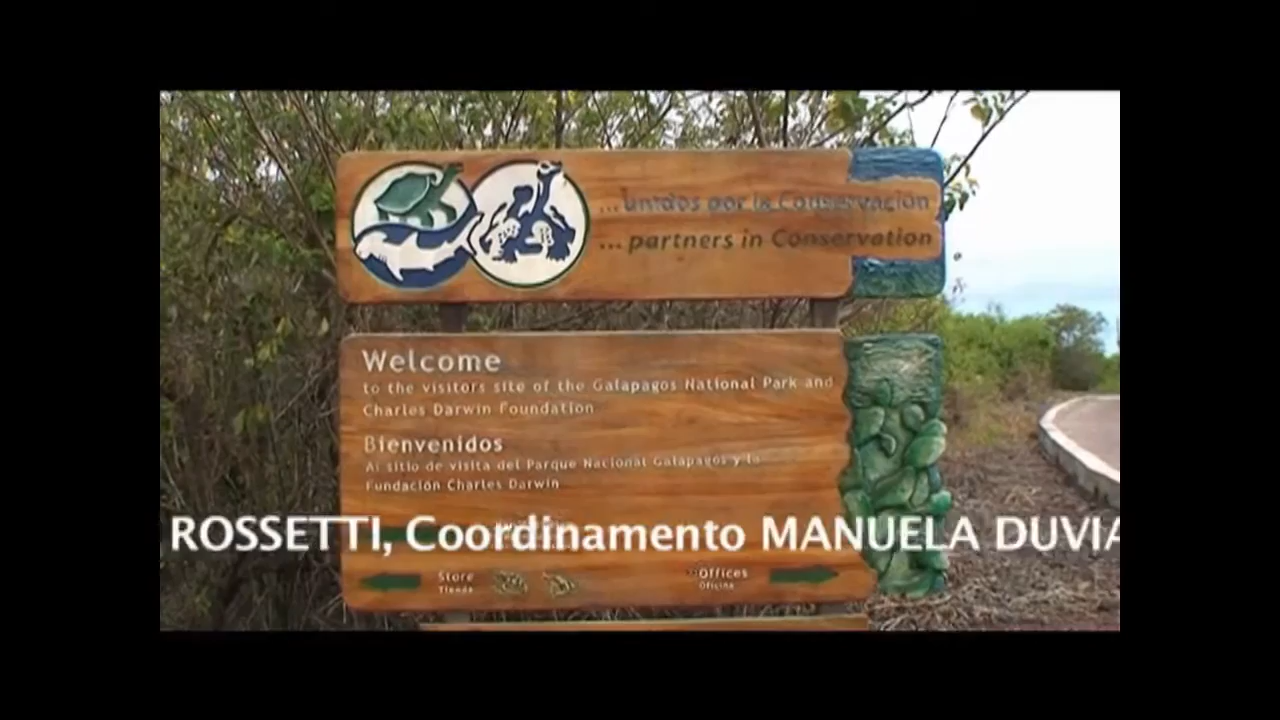 ...Unidos por la Conservación
...partners in Conservation
Welcome
to the visitors site of the Galapagos National Park and
Charles Darwin Foundation
Bienvenidos
Al sitio de visita del Parque Nacional Galápagos y la
Fundación Charles Darwin
ROSSETTI, Coordinamento MANUELA DUVIA
Store
Tienda
Offices
Oficina